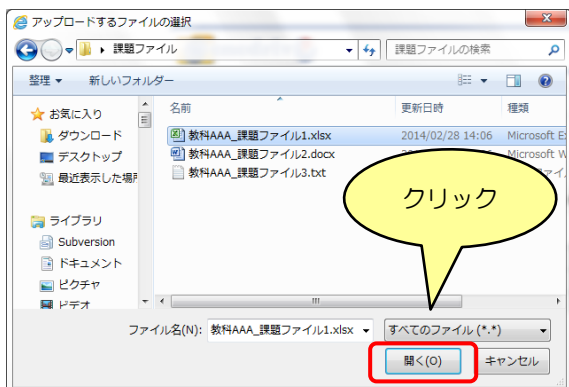 アップロードするファイルの選択
課題ファイル
課題ファイルの検索
整理 新しいフォルダー
名前 更新日時 種類
お気に入り
ダウンロード
デスクトップ
最近表示した場所
ライブラリ
Subversion
ドキュメント
ピクチャ
ビデオ
教科AAA_課題ファイル1.xlsx 2014/02/28 14:06 Microsoft E
教科AAA_課題ファイル2.docx Microsoft W
教科AAA_課題ファイル3.txt
クリック
ファイル名(N): 教科AAA_課題ファイル1.xlsx すべてのファイル (*.*)
開く(O) キャンセル